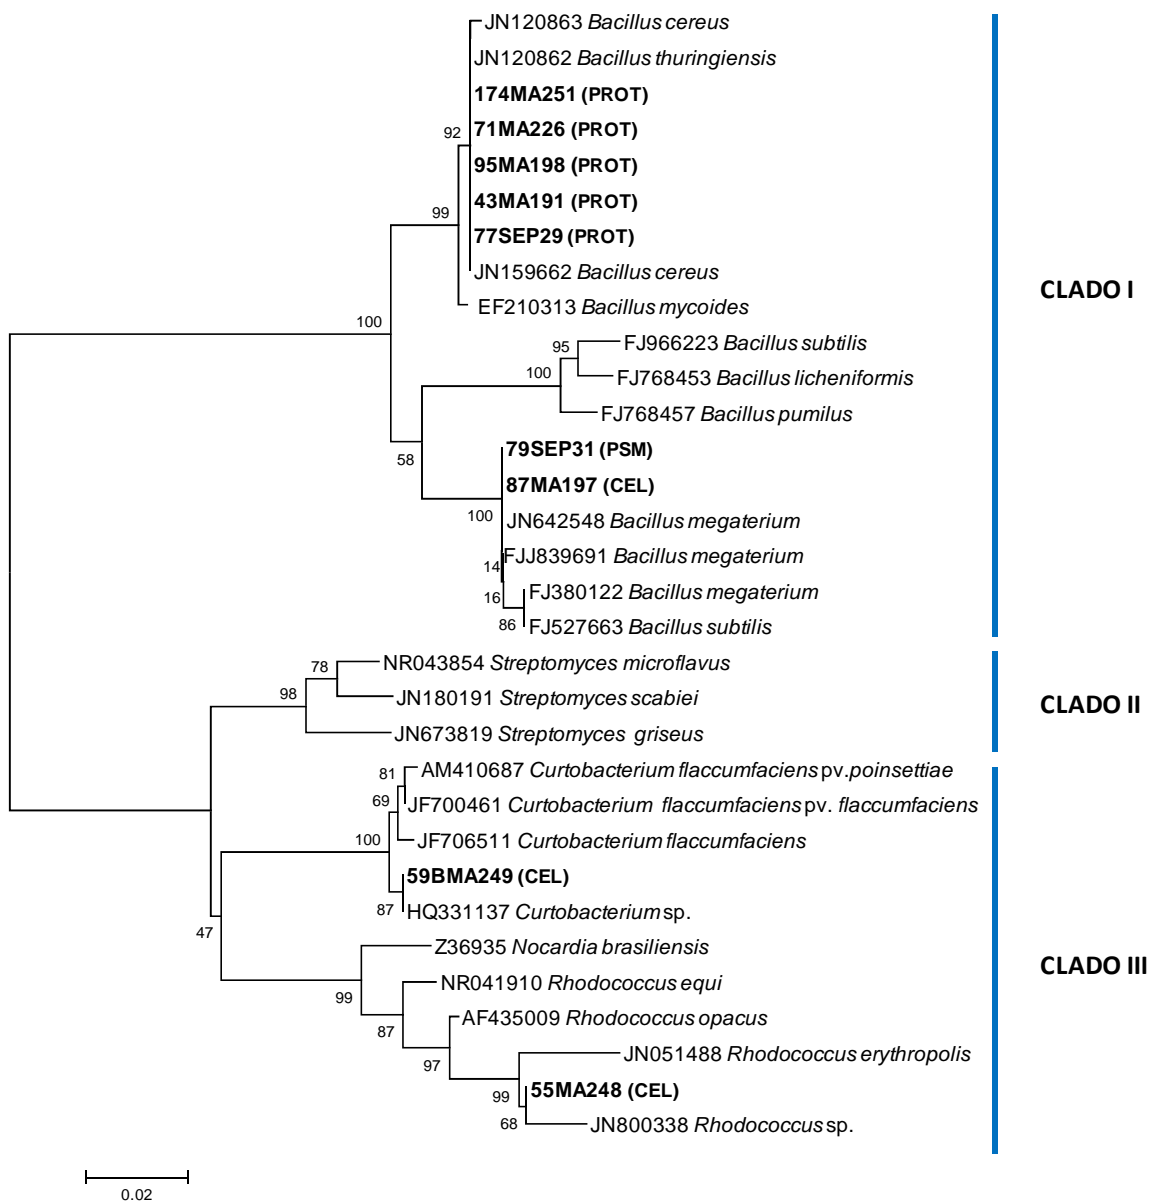 JN120863 Bacillus cereus
JN120862 Bacillus thuringiensis
174MA251 (PROT)
71MA226 (PROT)
92
95MA198 (PROT)
43MA191 (PROT)
99
77SEP29 (PROT)
JN159662 Bacillus cereus
CLADO I
EF210313 Bacillus mycoides
100
FJ966223 Bacillus subtilis
95
100
FJ768453 Bacillus licheniformis
FJ768457 Bacillus pumilus
79SEP31 (PSM)
58
87MA197 (CEL)
100
JN642548 Bacillus megaterium
FJJ839691 Bacillus megaterium
14
FJ380122 Bacillus megaterium
16
86
FJ527663 Bacillus subtilis
NR043854 Streptomyces microflavus
78
98
JN180191 Streptomyces scabiei
CLADO II
JN673819 Streptomyces griseus
AM410687 Curtobacterium flaccumfaciens pv.poinsettiae
81
69
JF700461 Curtobacterium flaccumfaciens pv. flaccumfaciens
100
JF706511 Curtobacterium flaccumfaciens
59BMA249 (CEL)
87
HQ331137 Curtobacterium sp.
47
Z36935 Nocardia brasiliensis
CLADO III
NR041910 Rhodococcus equi
99
AF435009 Rhodococcus opacus
87
JN051488 Rhodococcus erythropolis
97
55MA248 (CEL)
99
68
JN800338 Rhodococcus sp.
0.02